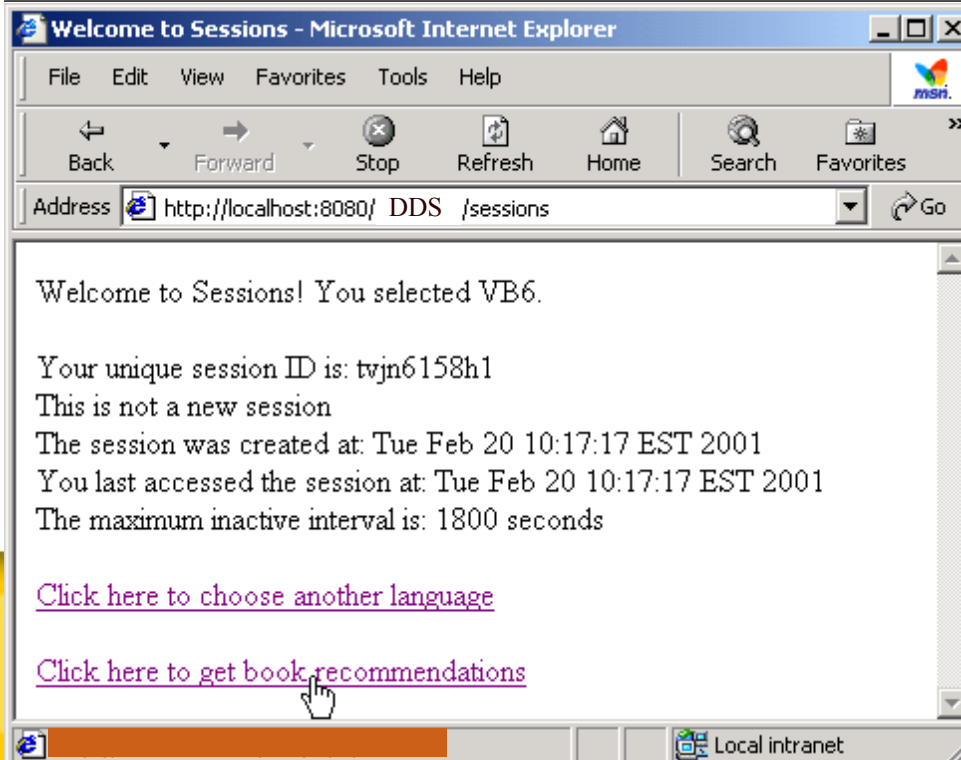 Welcome to Sessions - Microsoft Internet Explorer
File Edit View Favorites Tools Help
msn.
Back Forward Stop Refresh Home Search Favorites »
Address http://localhost:8080/ DDS /sessions Go
Welcome to Sessions! You selected VB6.
Your unique session ID is: tvjn6158h1
This is not a new session
The session was created at: Tue Feb 20 10:17:17 EST 2001
You last accessed the session at: Tue Feb 20 10:17:17 EST 2001
The maximum inactive interval is: 1800 seconds
Click here to choose another language
Click here to get book recommendations
Local intranet